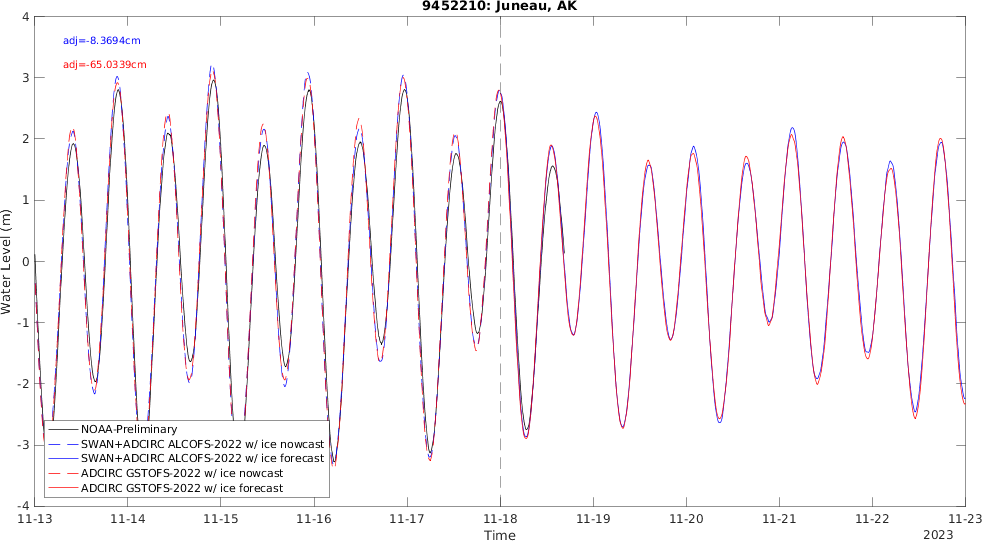 9452210: Juneau, AK
adj=-8.3694cm
adj=-65.0339cm
Water Level (m)
4
3
2
1
0
-1
-2
-3
-4
NOAA-Preliminary
SWAN+ADCIRC ALCOFS-2022 w/ ice nowcast
SWAN+ADCIRC ALCOFS-2022 w/ ice forecast
ADCIRC GSTOFS-2022 w/ ice nowcast
ADCIRC GSTOFS-2022 w/ ice forecast
11-13 11-14 11-15 11-16 11-17 11-18 11-19 11-20 11-21 11-22 11-23
Time
2023